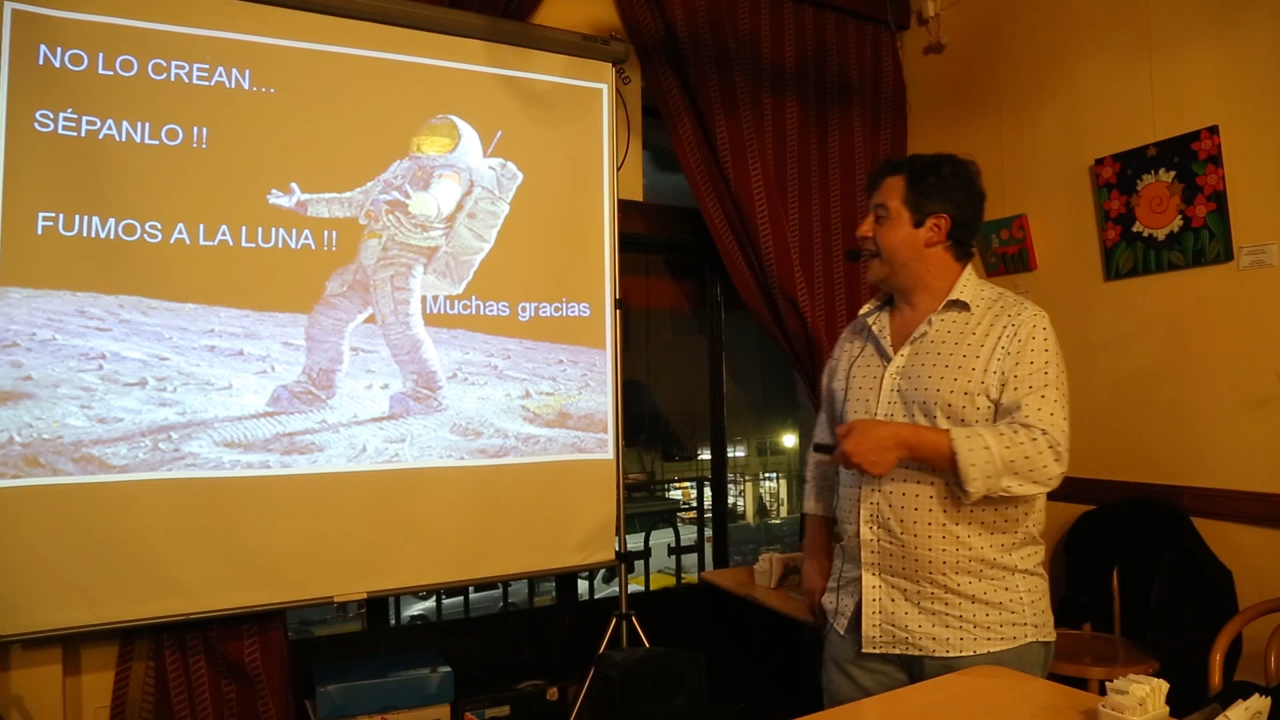 NO LO CREAN...
SÉPANLO !!
FUIMOS A LA LUNA !!
Muchas gracias